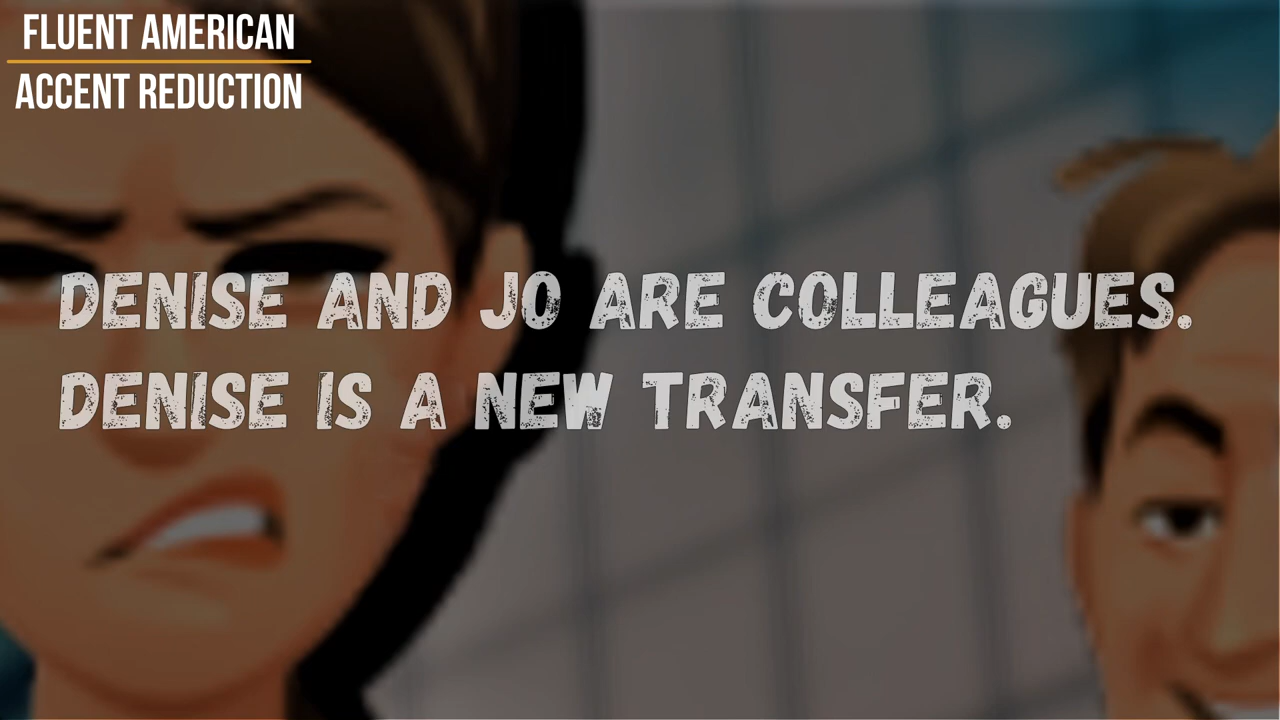 FLUENT AMERICAN
ACCENT REDUCTION
DENISE AND JO ARE COLLEAGUES.
DENISE IS A NEW TRANSFER.